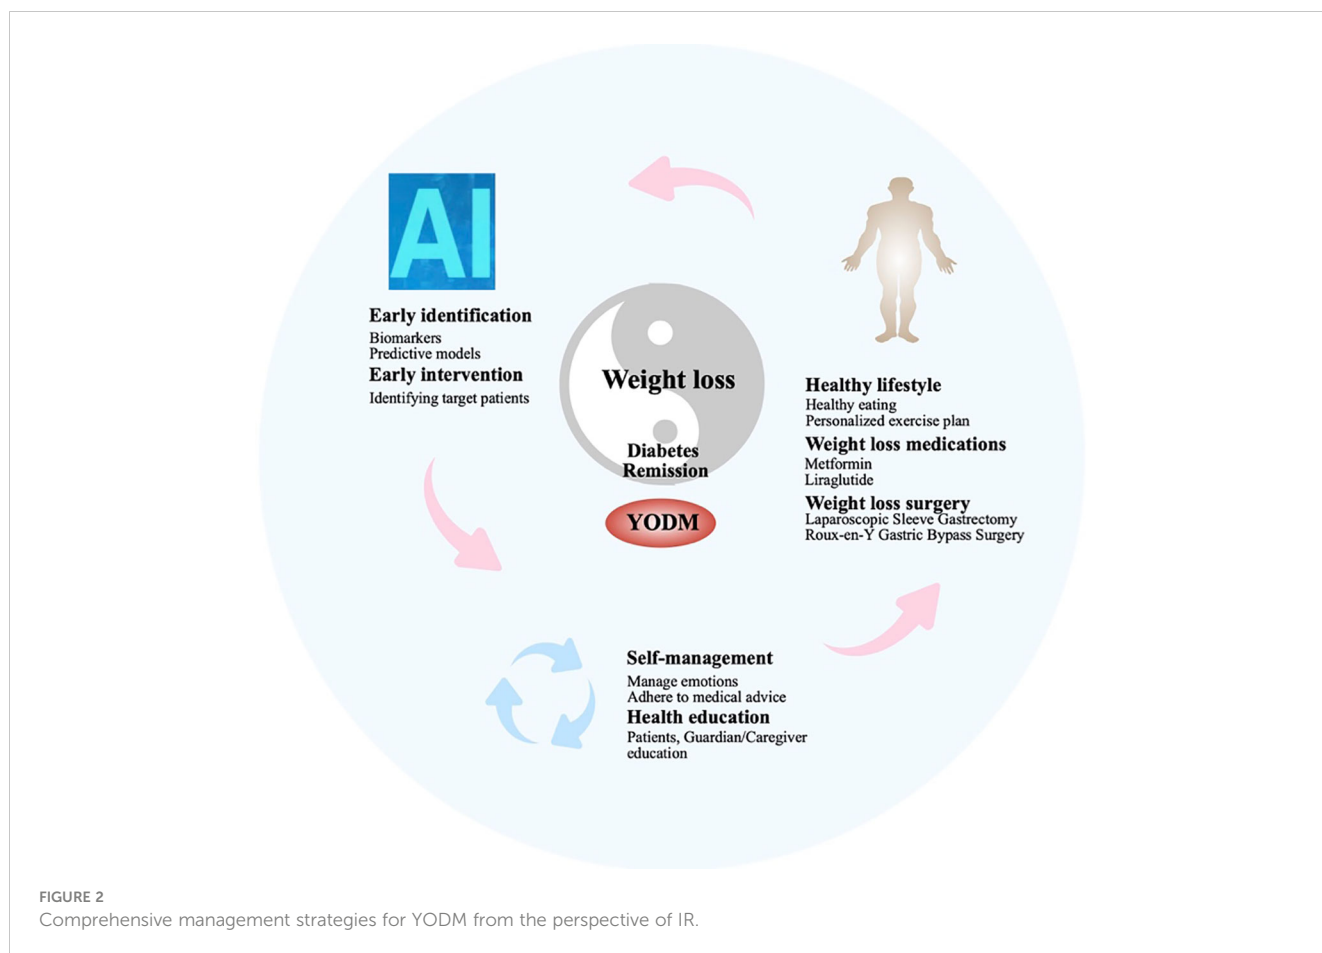 AI
Early identification
Biomarkers
Predictive models
Early intervention
Identifying target patients
Weight loss
Diabetes
Remission
YODM
Healthy lifestyle
Healthy eating
Personalized exercise plan
Weight loss medications
Metformin
Liraglutide
Weight loss surgery
Laparoscopic Sleeve Gastrectomy
Roux-en-Y Gastric Bypass Surgery
Self-management
Manage emotions
Adhere to medical advice
Health education
Patients, Guardian/Caregiver
education
FIGURE 2
Comprehensive management strategies for YODM from the perspective of IR.